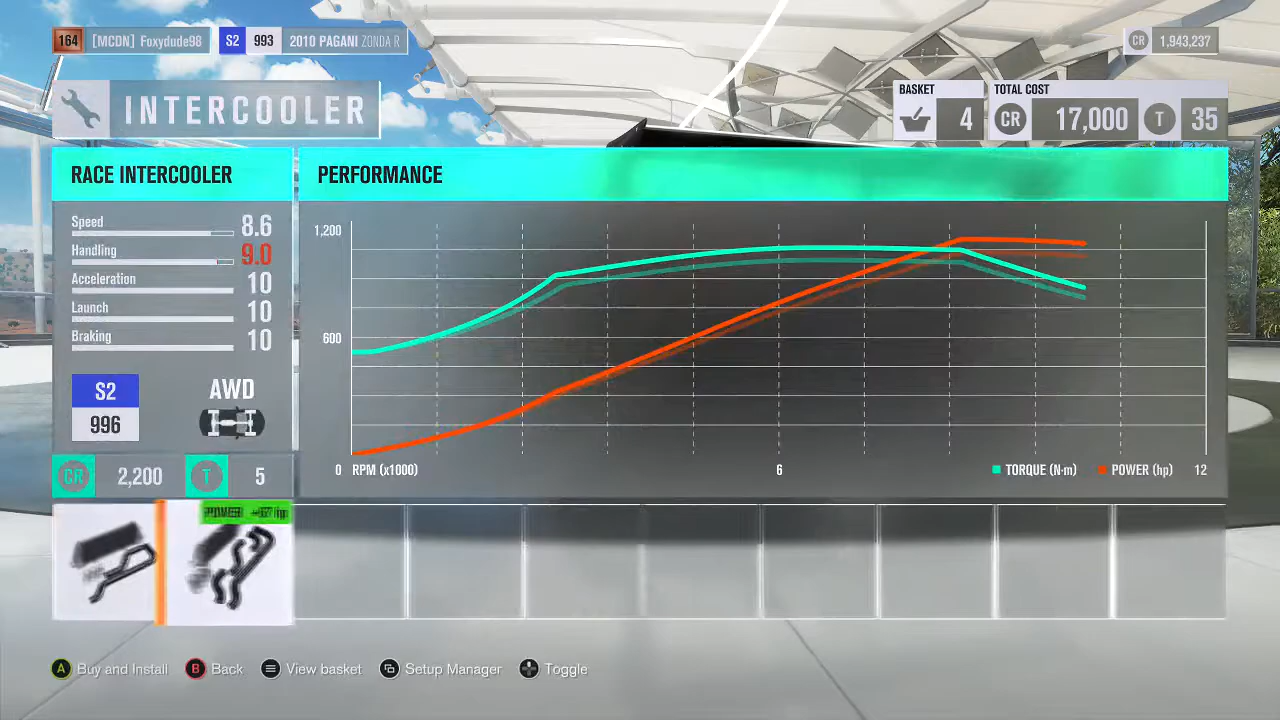 164 [MCDN] Foxydude98 S2 993 2010 PAGANI ZONDA R CR 1,943,237
INTERCOOLER
BASKET 4
TOTAL COST
CR 17,000 T 35
RACE INTERCOOLER
Speed 8.6
Handling 9.0
Acceleration 10
Launch 10
Braking 10
S2 AWD
996
CR 2,200 T 5
PERFORMANCE
1,200
600
0 RPM (x1000) 6 TORQUE (N·m) POWER (hp) 12
POWER
A Buy and Install B Back View basket Setup Manager Toggle